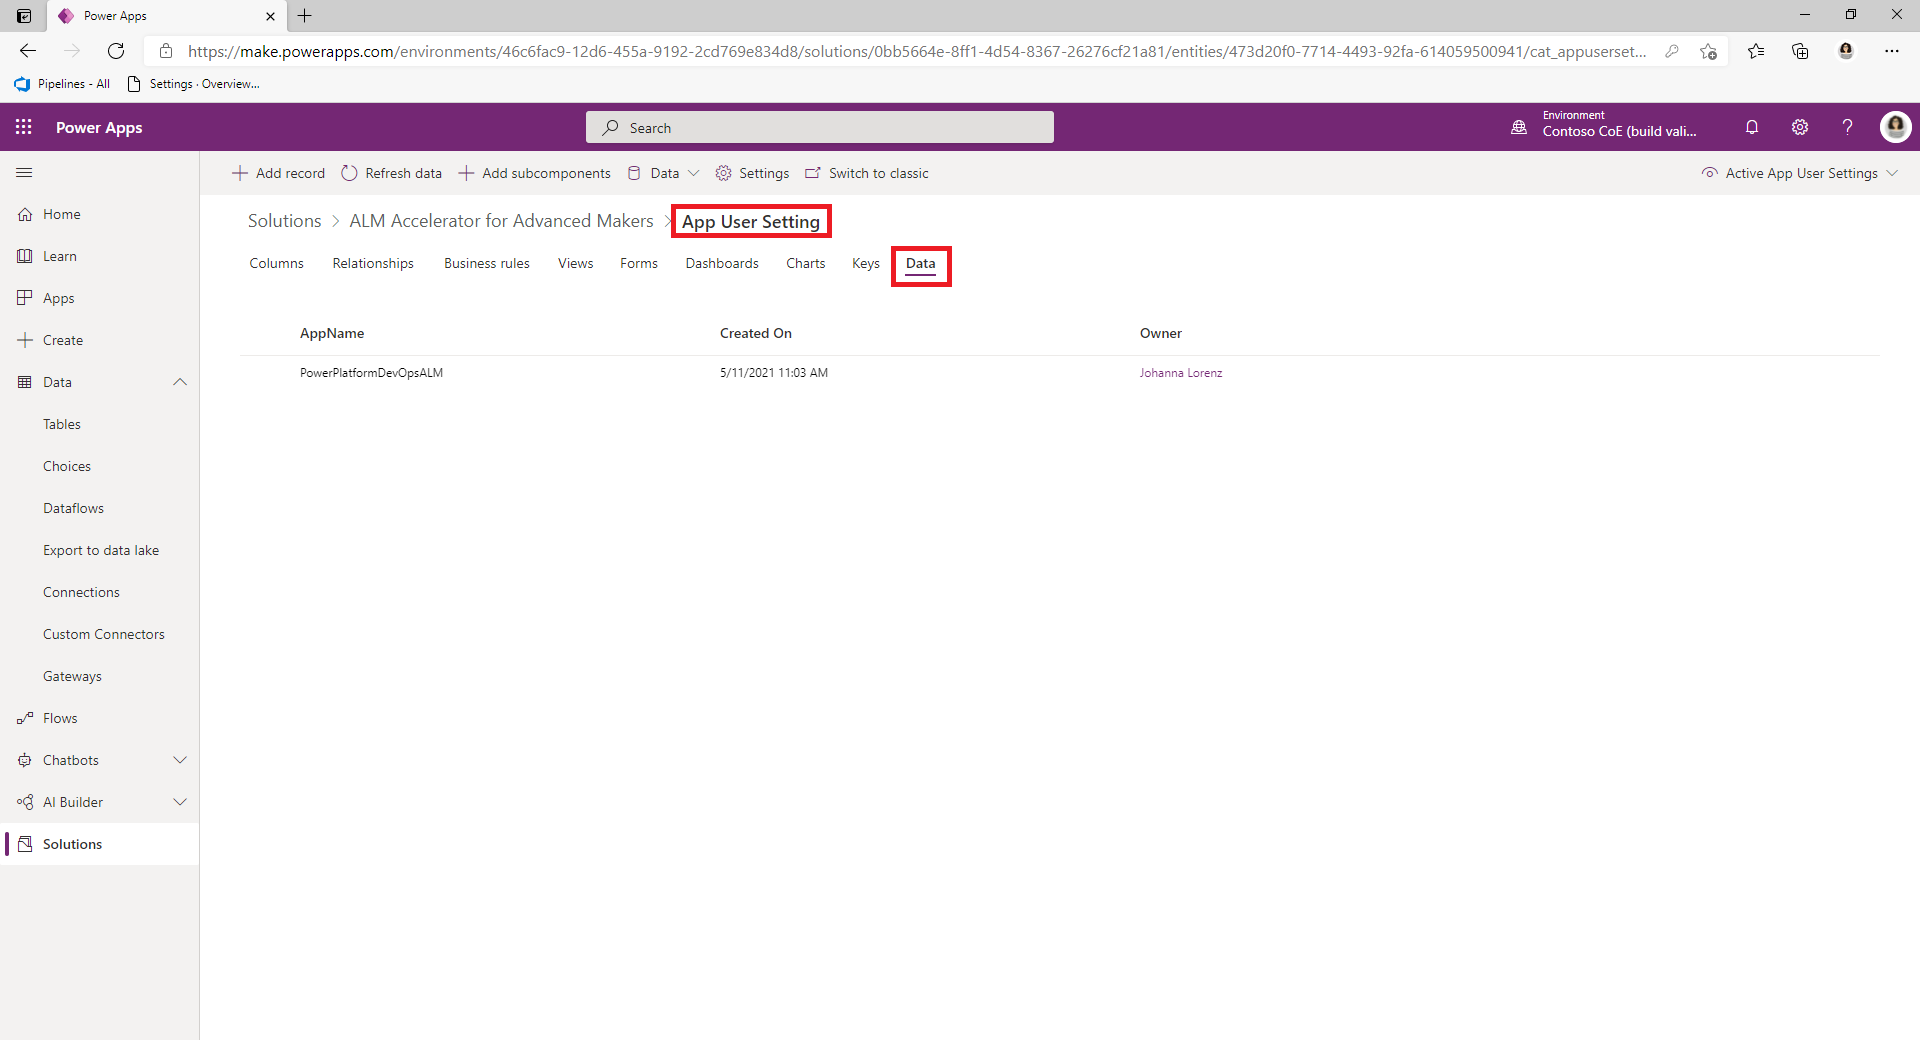 Power Apps
https://make.powerapps.com/environments/46c6fac9-12d6-455a-9192-2cd769e834d8/solutions/0bb5664e-8ff1-4d54-8367-26276cf21a81/entities/473d20f0-7714-4493-92fa-614059500941/cat_appuserset...
Pipelines - All
Settings · Overview...
Power Apps
Search
Environment
Contoso CoE (build vali...
Add record
Refresh data
Add subcomponents
Data
Settings
Switch to classic
Active App User Settings
Solutions > ALM Accelerator for Advanced Makers > App User Setting
Columns
Relationships
Business rules
Views
Forms
Dashboards
Charts
Keys
Data
AppName
Created On
Owner
PowerPlatformDevOpsALM
5/11/2021 11:03 AM
Johanna Lorenz
Home
Learn
Apps
Create
Data
Tables
Choices
Dataflows
Export to data lake
Connections
Custom Connectors
Gateways
Flows
Chatbots
AI Builder
Solutions